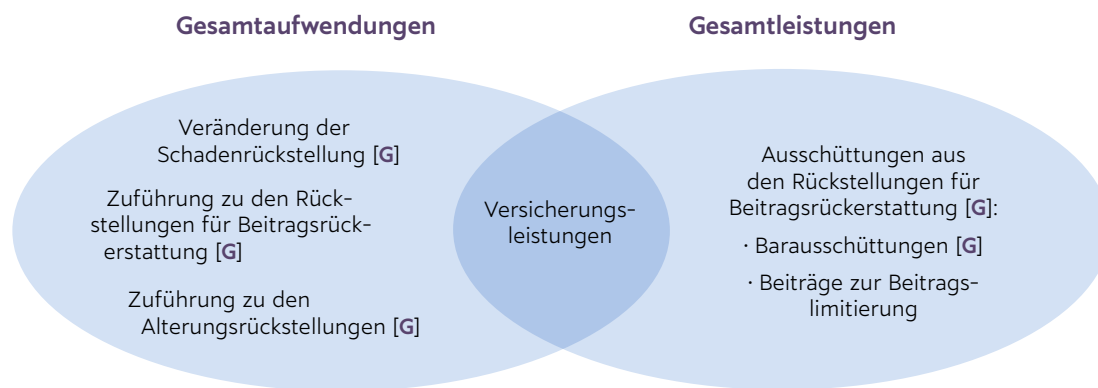 Gesamtaufwendungen
Veränderung der
Schadenrückstellung [G]
Zuführung zu den Rück-
stellungen für Beitragsrück-
erstattung [G]
Zuführung zu den
Alterungsrückstellungen [G]
Versicherungs-
leistungen
Gesamtleistungen
Ausschüttungen aus
den Rückstellungen für
Beitragsrückerstattung [G]:
· Barausschüttungen [G]
· Beiträge zur Beitrags-
limitierung